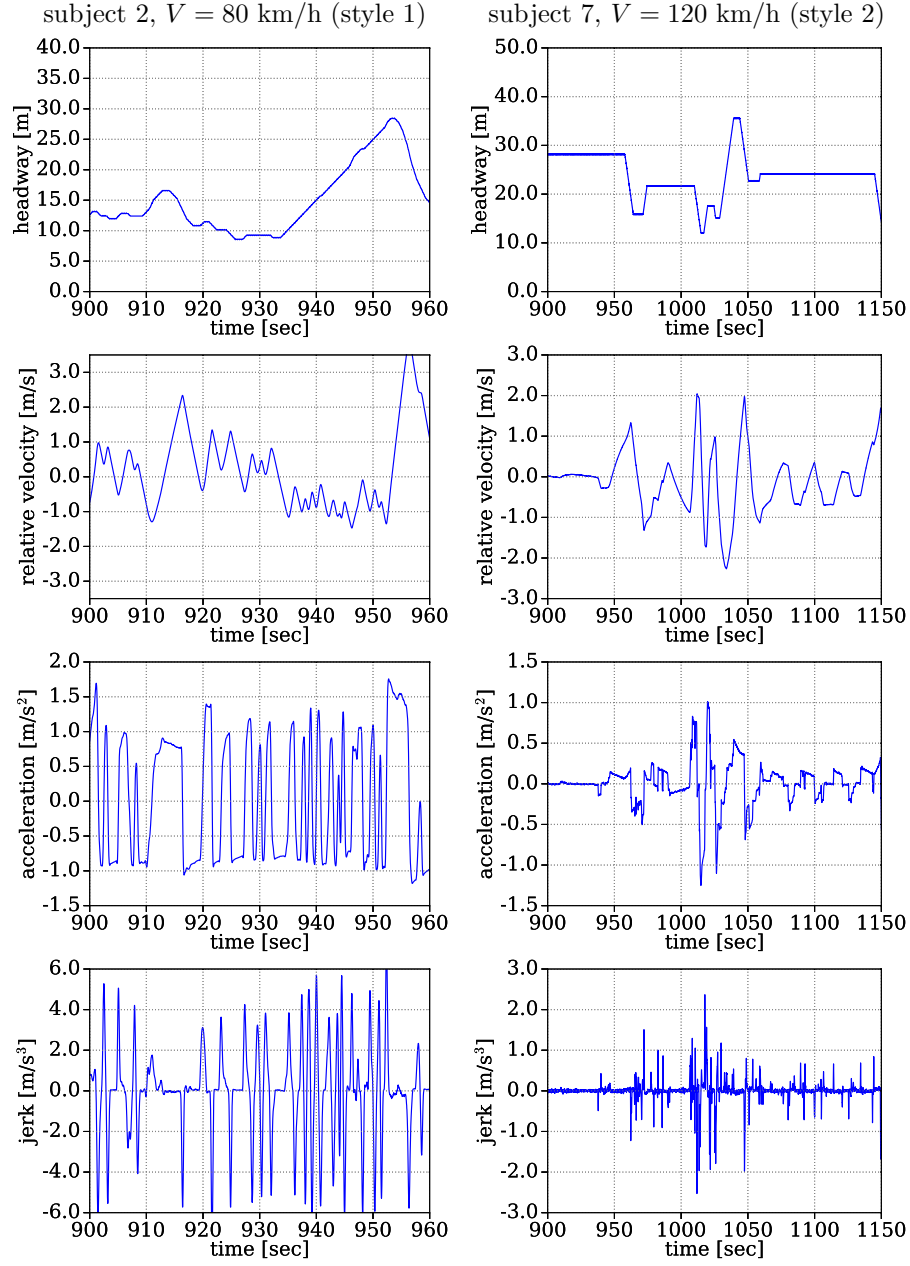 subject 2, V = 80 km/h (style 1)
subject 7, V = 120 km/h (style 2)
headway [m]
40.0
35.0
30.0
25.0
20.0
15.0
10.0
5.0
0.0
900 910 920 930 940 950 960
time [sec]
headway [m]
50.0
40.0
30.0
20.0
10.0
0.0
900 950 1000 1050 1100 1150
time [sec]
relative velocity [m/s]
3.0
2.0
1.0
0.0
-1.0
-2.0
-3.0
900 910 920 930 940 950 960
time [sec]
relative velocity [m/s]
3.0
2.0
1.0
0.0
-1.0
-2.0
-3.0
900 950 1000 1050 1100 1150
time [sec]
acceleration [m/s²]
2.0
1.5
1.0
0.5
0.0
-0.5
-1.0
-1.5
900 910 920 930 940 950 960
time [sec]
acceleration [m/s²]
1.5
1.0
0.5
0.0
-0.5
-1.0
-1.5
900 950 1000 1050 1100 1150
time [sec]
jerk [m/s³]
6.0
4.0
2.0
0.0
-2.0
-4.0
-6.0
900 910 920 930 940 950 960
time [sec]
jerk [m/s³]
3.0
2.0
1.0
0.0
-1.0
-2.0
-3.0
900 950 1000 1050 1100 1150
time [sec]